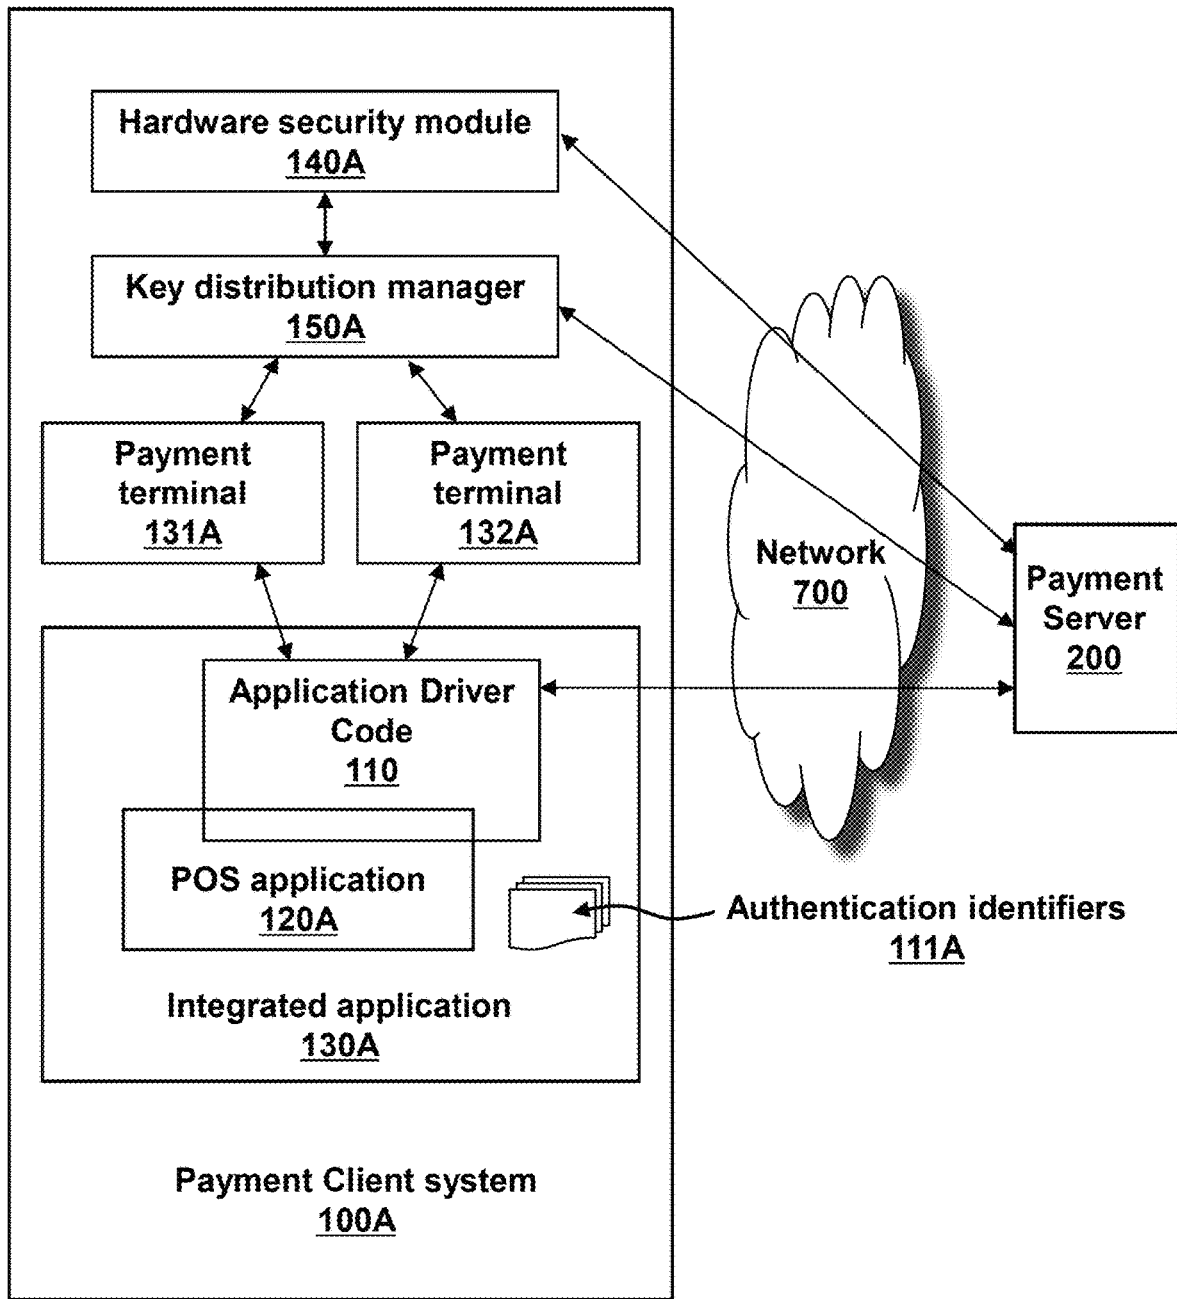 Hardware security module
140A
Key distribution manager
150A
Payment
terminal
131A
Payment
terminal
132A
Network
700
Payment
Server
200
Application Driver
Code
110
POS application
120A
Authentication identifiers
111A
Integrated application
130A
Payment Client system
100A